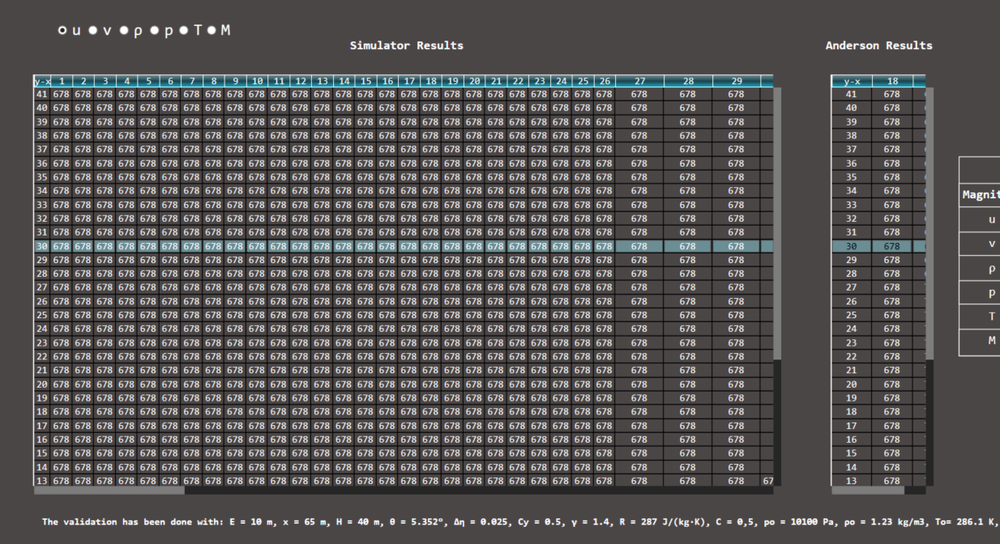 u v ρ p T M
Simulator Results
Anderson Results
y-x 1 2 3 4 5 6 7 8 9 10 11 12 13 14 15 16 17 18 19 20 21 22 23 24 25 26 27 28 29
41 678 678 678 678 678 678 678 678 678 678 678 678 678 678 678 678 678 678 678 678 678 678 678 678 678 678 678 678 678
40 678 678 678 678 678 678 678 678 678 678 678 678 678 678 678 678 678 678 678 678 678 678 678 678 678 678 678 678 678
39 678 678 678 678 678 678 678 678 678 678 678 678 678 678 678 678 678 678 678 678 678 678 678 678 678 678 678 678 678
38 678 678 678 678 678 678 678 678 678 678 678 678 678 678 678 678 678 678 678 678 678 678 678 678 678 678 678 678 678
37 678 678 678 678 678 678 678 678 678 678 678 678 678 678 678 678 678 678 678 678 678 678 678 678 678 678 678 678 678
36 678 678 678 678 678 678 678 678 678 678 678 678 678 678 678 678 678 678 678 678 678 678 678 678 678 678 678 678 678
35 678 678 678 678 678 678 678 678 678 678 678 678 678 678 678 678 678 678 678 678 678 678 678 678 678 678 678 678 678
34 678 678 678 678 678 678 678 678 678 678 678 678 678 678 678 678 678 678 678 678 678 678 678 678 678 678 678 678 678
33 678 678 678 678 678 678 678 678 678 678 678 678 678 678 678 678 678 678 678 678 678 678 678 678 678 678 678 678 678
32 678 678 678 678 678 678 678 678 678 678 678 678 678 678 678 678 678 678 678 678 678 678 678 678 678 678 678 678 678
31 678 678 678 678 678 678 678 678 678 678 678 678 678 678 678 678 678 678 678 678 678 678 678 678 678 678 678 678 678
30 678 678 678 678 678 678 678 678 678 678 678 678 678 678 678 678 678 678 678 678 678 678 678 678 678 678 678 678 678
29 678 678 678 678 678 678 678 678 678 678 678 678 678 678 678 678 678 678 678 678 678 678 678 678 678 678 678 678 678
28 678 678 678 678 678 678 678 678 678 678 678 678 678 678 678 678 678 678 678 678 678 678 678 678 678 678 678 678 678
27 678 678 678 678 678 678 678 678 678 678 678 678 678 678 678 678 678 678 678 678 678 678 678 678 678 678 678 678 678
26 678 678 678 678 678 678 678 678 678 678 678 678 678 678 678 678 678 678 678 678 678 678 678 678 678 678 678 678 678
25 678 678 678 678 678 678 678 678 678 678 678 678 678 678 678 678 678 678 678 678 678 678 678 678 678 678 678 678 678
24 678 678 678 678 678 678 678 678 678 678 678 678 678 678 678 678 678 678 678 678 678 678 678 678 678 678 678 678 678
23 678 678 678 678 678 678 678 678 678 678 678 678 678 678 678 678 678 678 678 678 678 678 678 678 678 678 678 678 678
22 678 678 678 678 678 678 678 678 678 678 678 678 678 678 678 678 678 678 678 678 678 678 678 678 678 678 678 678 678
21 678 678 678 678 678 678 678 678 678 678 678 678 678 678 678 678 678 678 678 678 678 678 678 678 678 678 678 678 678
20 678 678 678 678 678 678 678 678 678 678 678 678 678 678 678 678 678 678 678 678 678 678 678 678 678 678 678 678 678
19 678 678 678 678 678 678 678 678 678 678 678 678 678 678 678 678 678 678 678 678 678 678 678 678 678 678 678 678 678
18 678 678 678 678 678 678 678 678 678 678 678 678 678 678 678 678 678 678 678 678 678 678 678 678 678 678 678 678 678
17 678 678 678 678 678 678 678 678 678 678 678 678 678 678 678 678 678 678 678 678 678 678 678 678 678 678 678 678 678
16 678 678 678 678 678 678 678 678 678 678 678 678 678 678 678 678 678 678 678 678 678 678 678 678 678 678 678 678 678
15 678 678 678 678 678 678 678 678 678 678 678 678 678 678 678 678 678 678 678 678 678 678 678 678 678 678 678 678 678
14 678 678 678 678 678 678 678 678 678 678 678 678 678 678 678 678 678 678 678 678 678 678 678 678 678 678 678 678 678
13 678 678 678 678 678 678 678 678 678 678 678 678 678 678 678 678 678 678 678 678 678 678 678 678 678 678 678 678 678 67
y-x 18
41 678
40 678
39 678
38 678
37 678
36 678
35 678
34 678
33 678
32 678
31 678
30 678
29 678
28 678
27 678
26 678
25 678
24 678
23 678
22 678
21 678
20 678
19 678
18 678
17 678
16 678
15 678
14 678
13 678
Magnit
u
v
ρ
p
T
M
The validation has been done with: E = 10 m, x = 65 m, H = 40 m, θ = 5.352º, Δη = 0.025, Cy = 0.5, γ = 1.4, R = 287 J/(kg·K), C = 0,5, po = 10100 Pa, ρo = 1.23 kg/m3, To= 286.1 K,